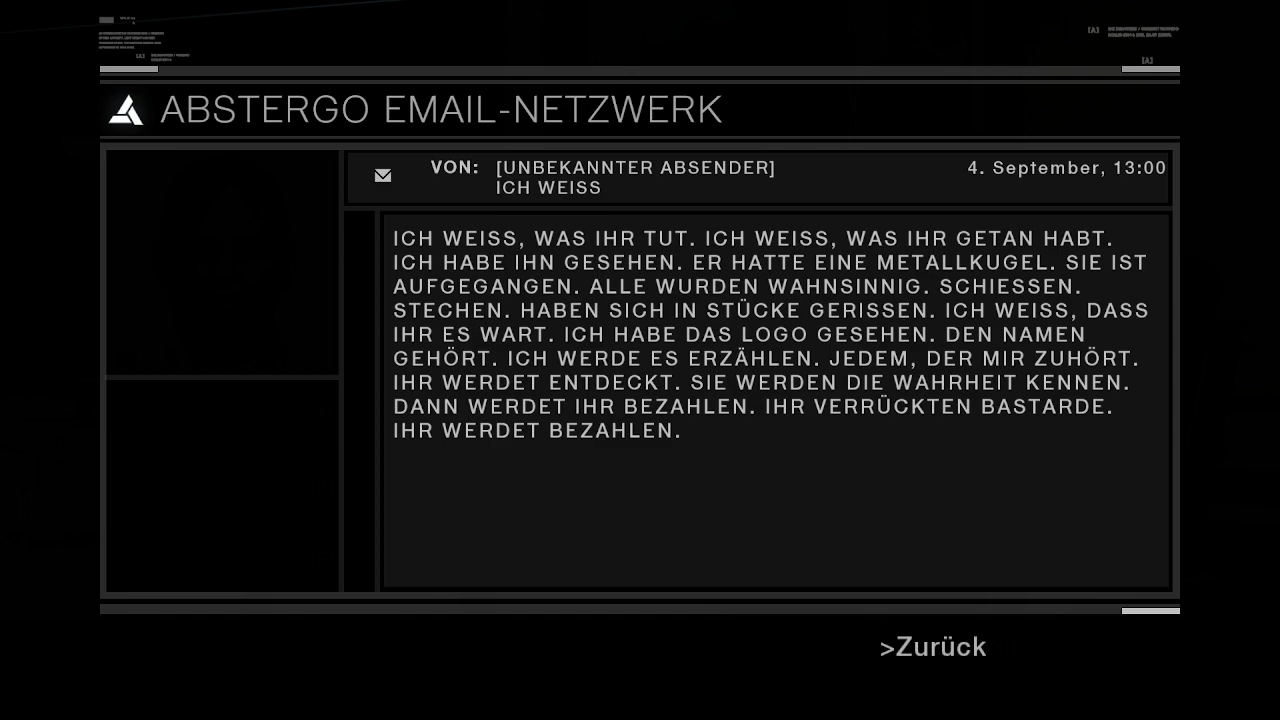 ABSTERGO EMAIL-NETZWERK
VON: [UNBEKANNTER ABSENDER] 4. September, 13:00
ICH WEISS
ICH WEISS, WAS IHR TUT. ICH WEISS, WAS IHR GETAN HABT.
ICH HABE IHN GESEHEN. ER HATTE EINE METALLKUGEL. SIE IST
AUFGEGANGEN. ALLE WURDEN WAHNSINNIG. SCHIESSEN.
STECHEN. HABEN SICH IN STÜCKE GERISSEN. ICH WEISS, DASS
IHR ES WART. ICH HABE DAS LOGO GESEHEN. DEN NAMEN
GEHÖRT. ICH WERDE ES ERZÄHLEN. JEDEM, DER MIR ZUHÖRT.
IHR WERDET ENTDECKT. SIE WERDEN DIE WAHRHEIT KENNEN.
DANN WERDET IHR BEZAHLEN. IHR VERRÜCKTEN BASTARDE.
IHR WERDET BEZAHLEN.
>Zurück